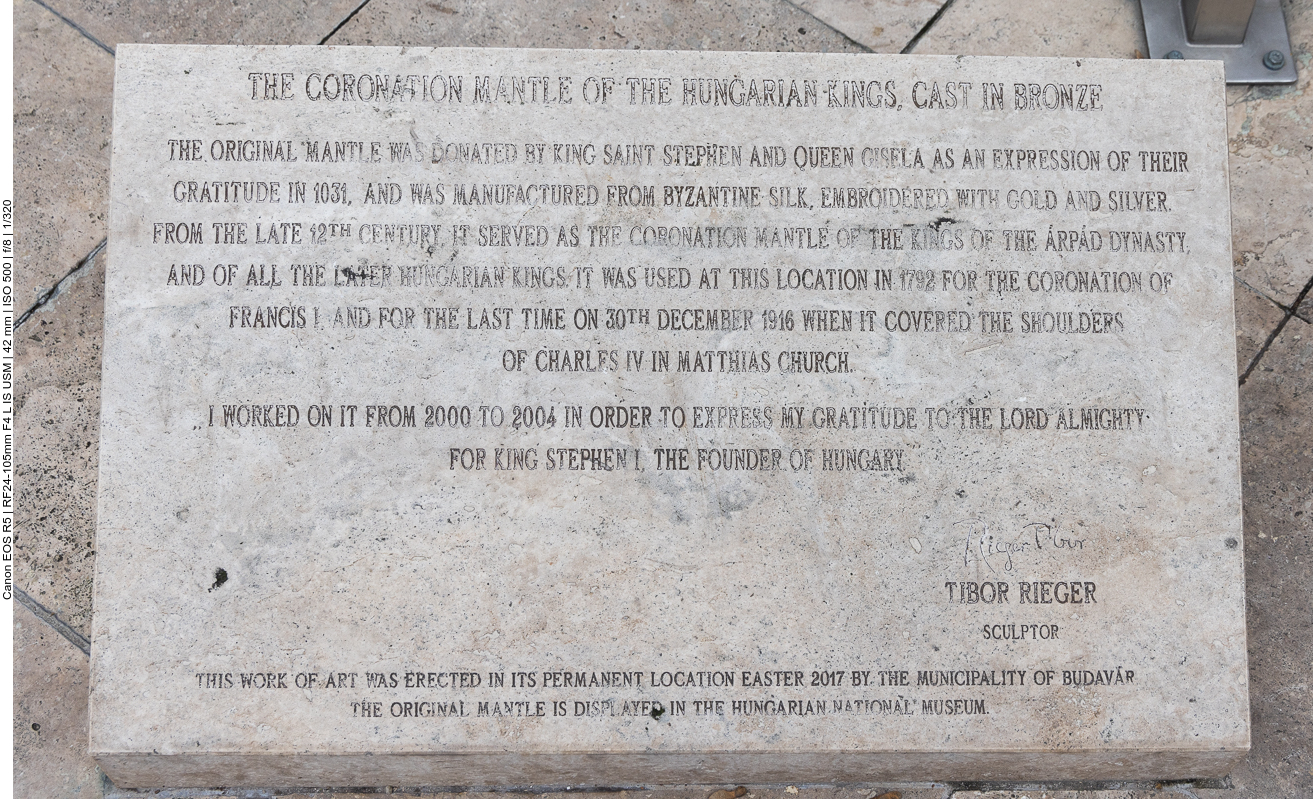 THE CORONATION MANTLE OF THE HUNGARIAN KINGS, CAST IN BRONZE
THE ORIGINAL MANTLE WAS DONATED BY KING SAINT STEPHEN AND QUEEN GISELA AS AN EXPRESSION OF THEIR
GRATITUDE IN 1031, AND WAS MANUFACTURED FROM BYZANTINE SILK, EMBROIDERED WITH GOLD AND SILVER.
FROM THE LATE 12TH CENTURY, IT SERVED AS THE CORONATION MANTLE OF THE KINGS OF THE ÁRPÁD DYNASTY,
AND OF ALL THE LATER HUNGARIAN KINGS. IT WAS USED AT THIS LOCATION IN 1792 FOR THE CORONATION OF
FRANCIS I, AND FOR THE LAST TIME ON 30TH DECEMBER 1916 WHEN IT COVERED THE SHOULDERS
OF CHARLES IV IN MATTHIAS CHURCH.
„I WORKED ON IT FROM 2000 TO 2004 IN ORDER TO EXPRESS MY GRATITUDE TO THE LORD ALMIGHTY
FOR KING STEPHEN I, THE FOUNDER OF HUNGARY.
Rieger Tibor
TIBOR RIEGER
SCULPTOR
THIS WORK OF ART WAS ERECTED IN ITS PERMANENT LOCATION EASTER 2017 BY THE MUNICIPALITY OF BUDAVÁR
THE ORIGINAL MANTLE IS DISPLAYED IN THE HUNGARIAN NATIONAL MUSEUM.
Canon EOS R5 | RF24-105mm F4 L IS USM | 42 mm | ISO 500 | f/8 | 1/320